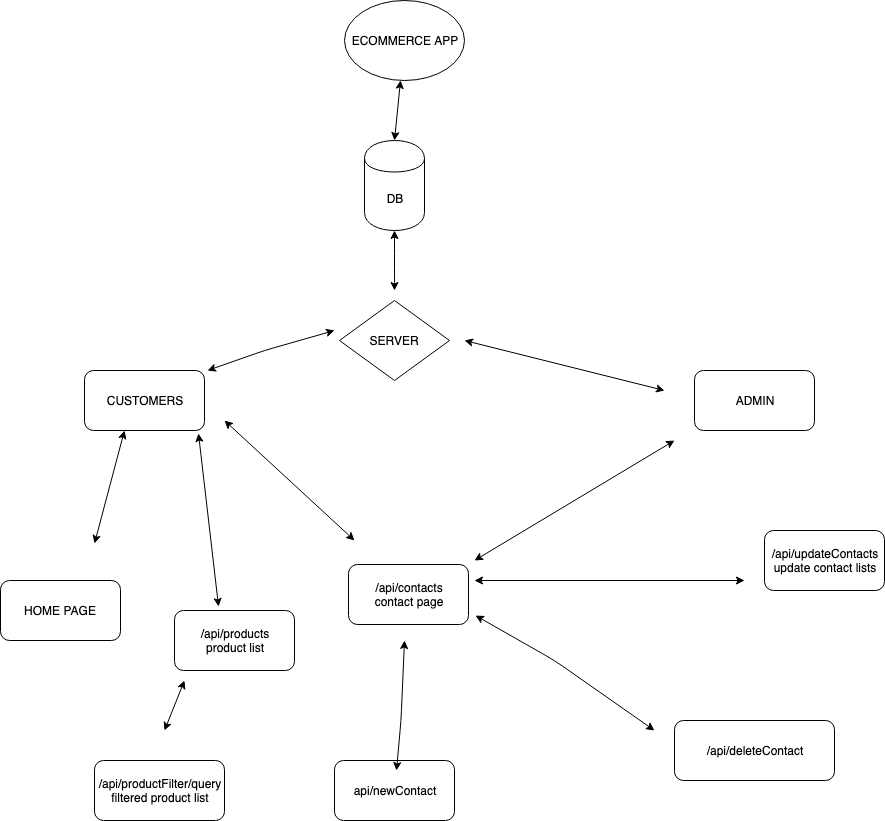 ECOMMERCE APP
DB
SERVER
CUSTOMERS
ADMIN
/api/updateContacts
update contact lists
/api/contacts
contact page
HOME PAGE
/api/products
product list
/api/deleteContact
/api/productFilter/query
filtered product list
api/newContact